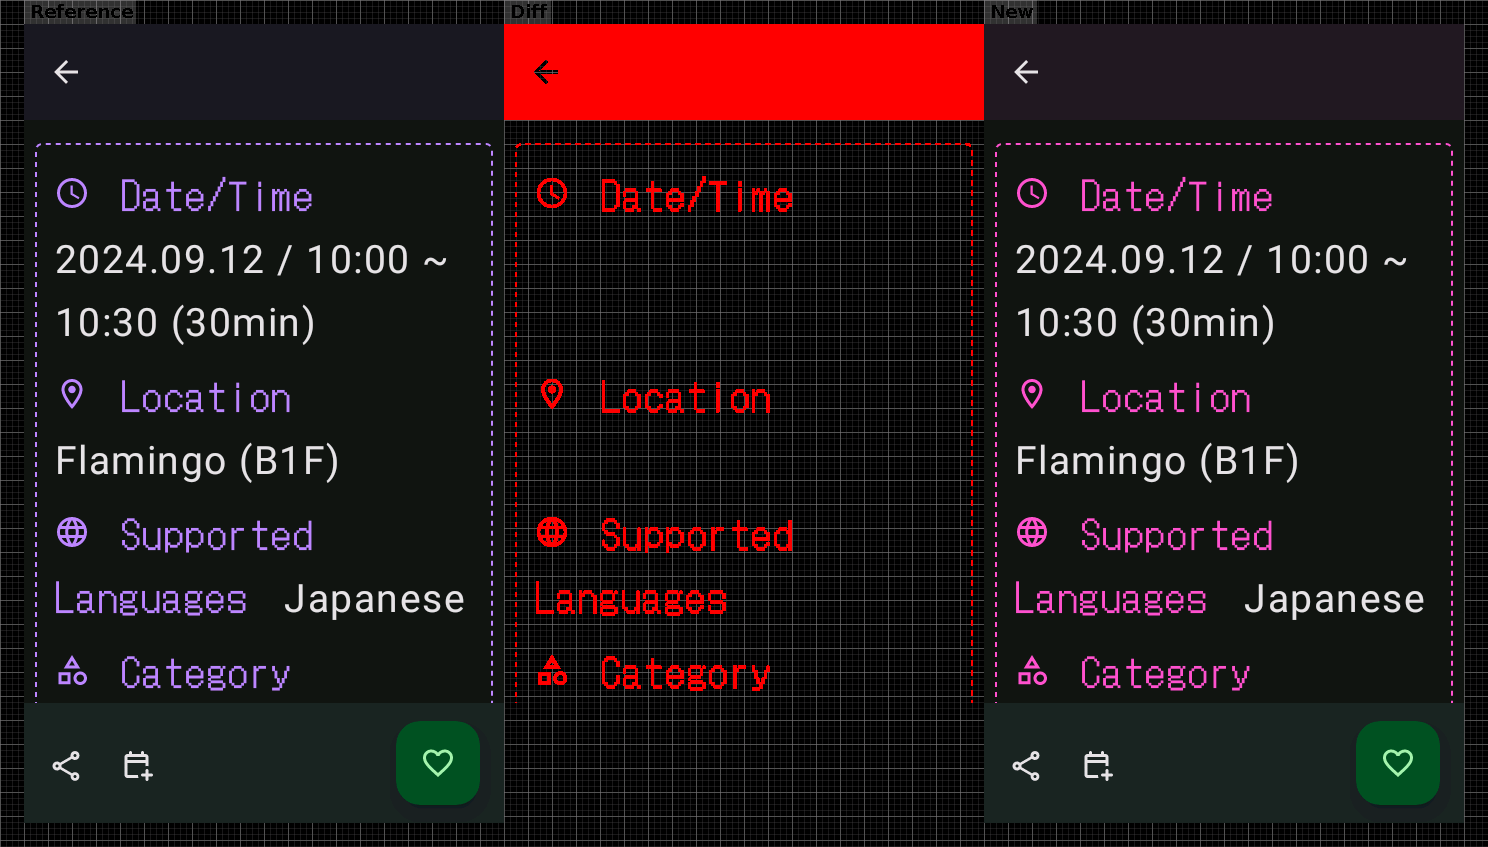 Reference
Diff
New
Date/Time
2024.09.12 / 10:00 ~
10:30 (30min)
Location
Flamingo (B1F)
Supported
Languages Japanese
Category
Date/Time
Location
Supported
Languages
Category
Date/Time
2024.09.12 / 10:00 ~
10:30 (30min)
Location
Flamingo (B1F)
Supported
Languages Japanese
Category